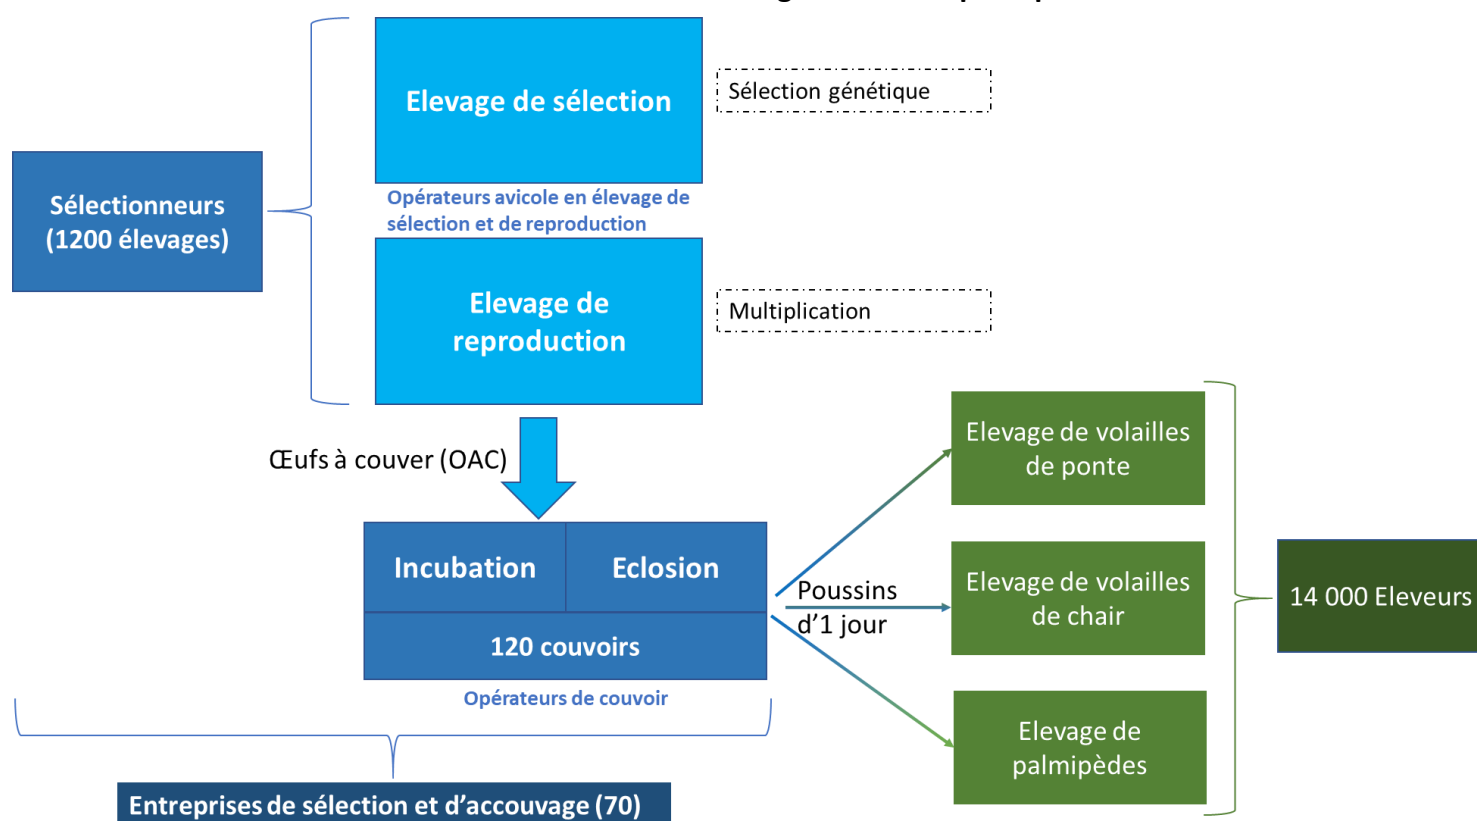 Elevage de sélection
Sélection génétique
Sélectionneurs
(1200 élevages)
Opérateurs avicole en élevage de
sélection et de reproduction
Elevage de
reproduction
Multiplication
Œufs à couver (OAC)
Incubation
Eclosion
120 couvoirs
Opérateurs de couvoir
Poussins
d'1 jour
Elevage de volailles
de ponte
Elevage de volailles
de chair
Elevage de
palmipèdes
14 000 Eleveurs
Entreprises de sélection et d'accouvage (70)